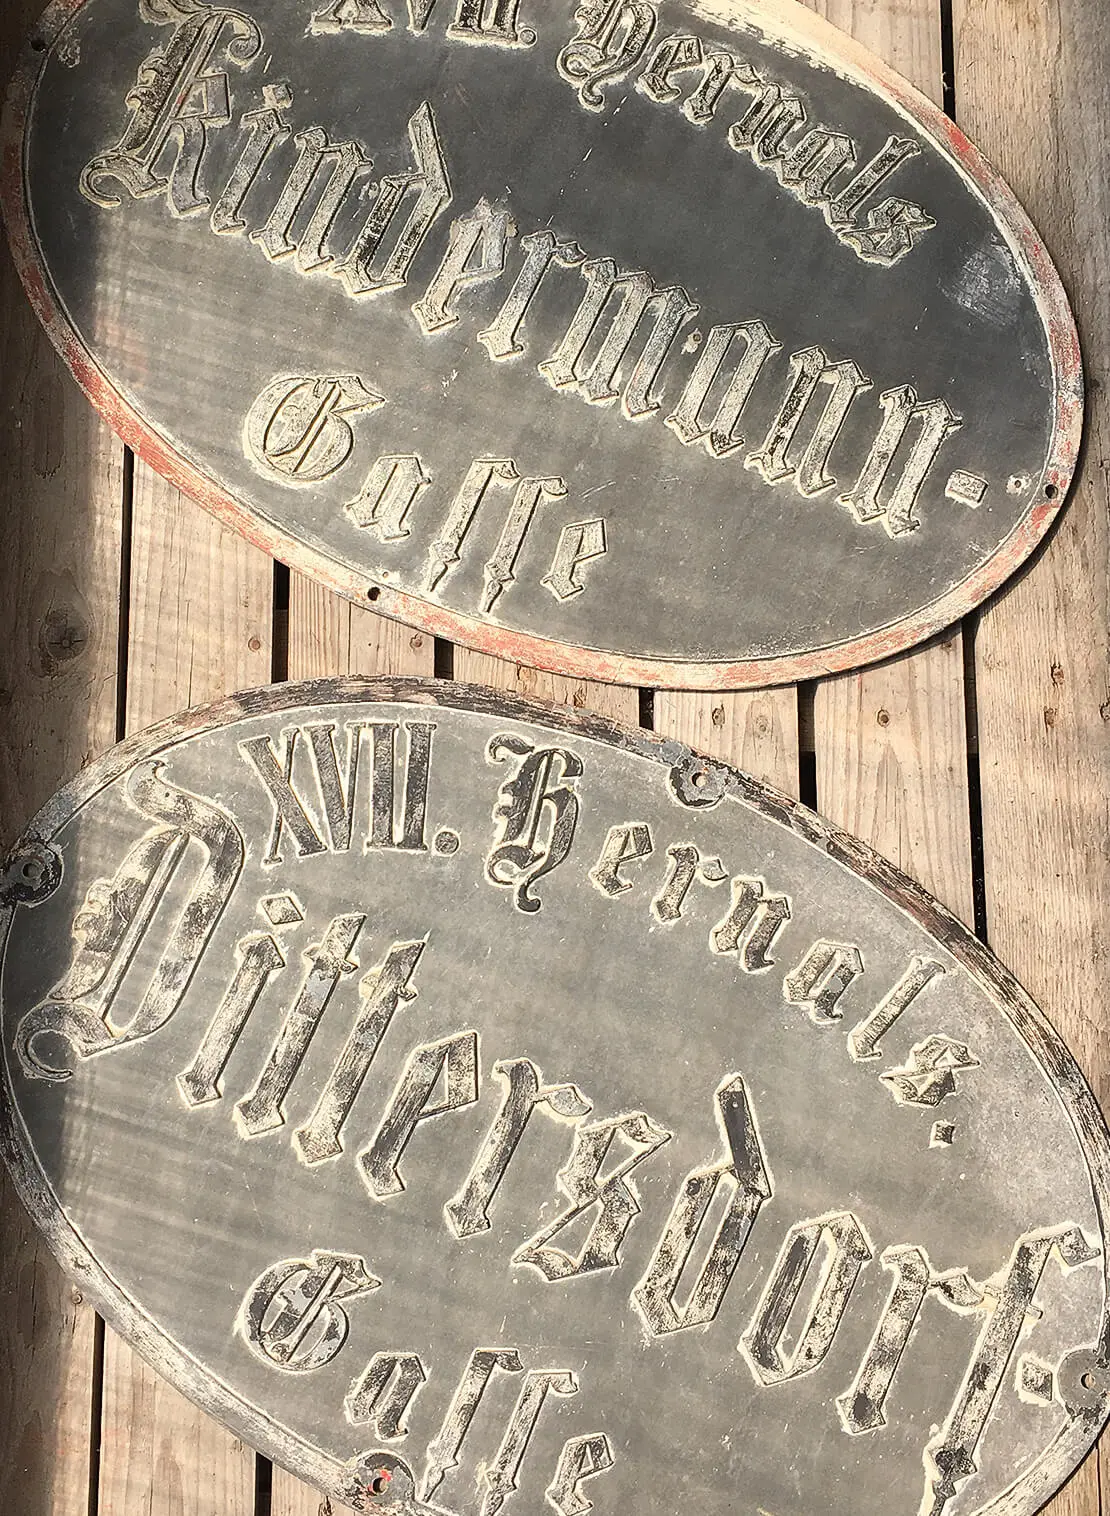 XVII. Hernals
Kindermann-
Gasse
XVII. Hernals.
Dittersdorf-
Gasse